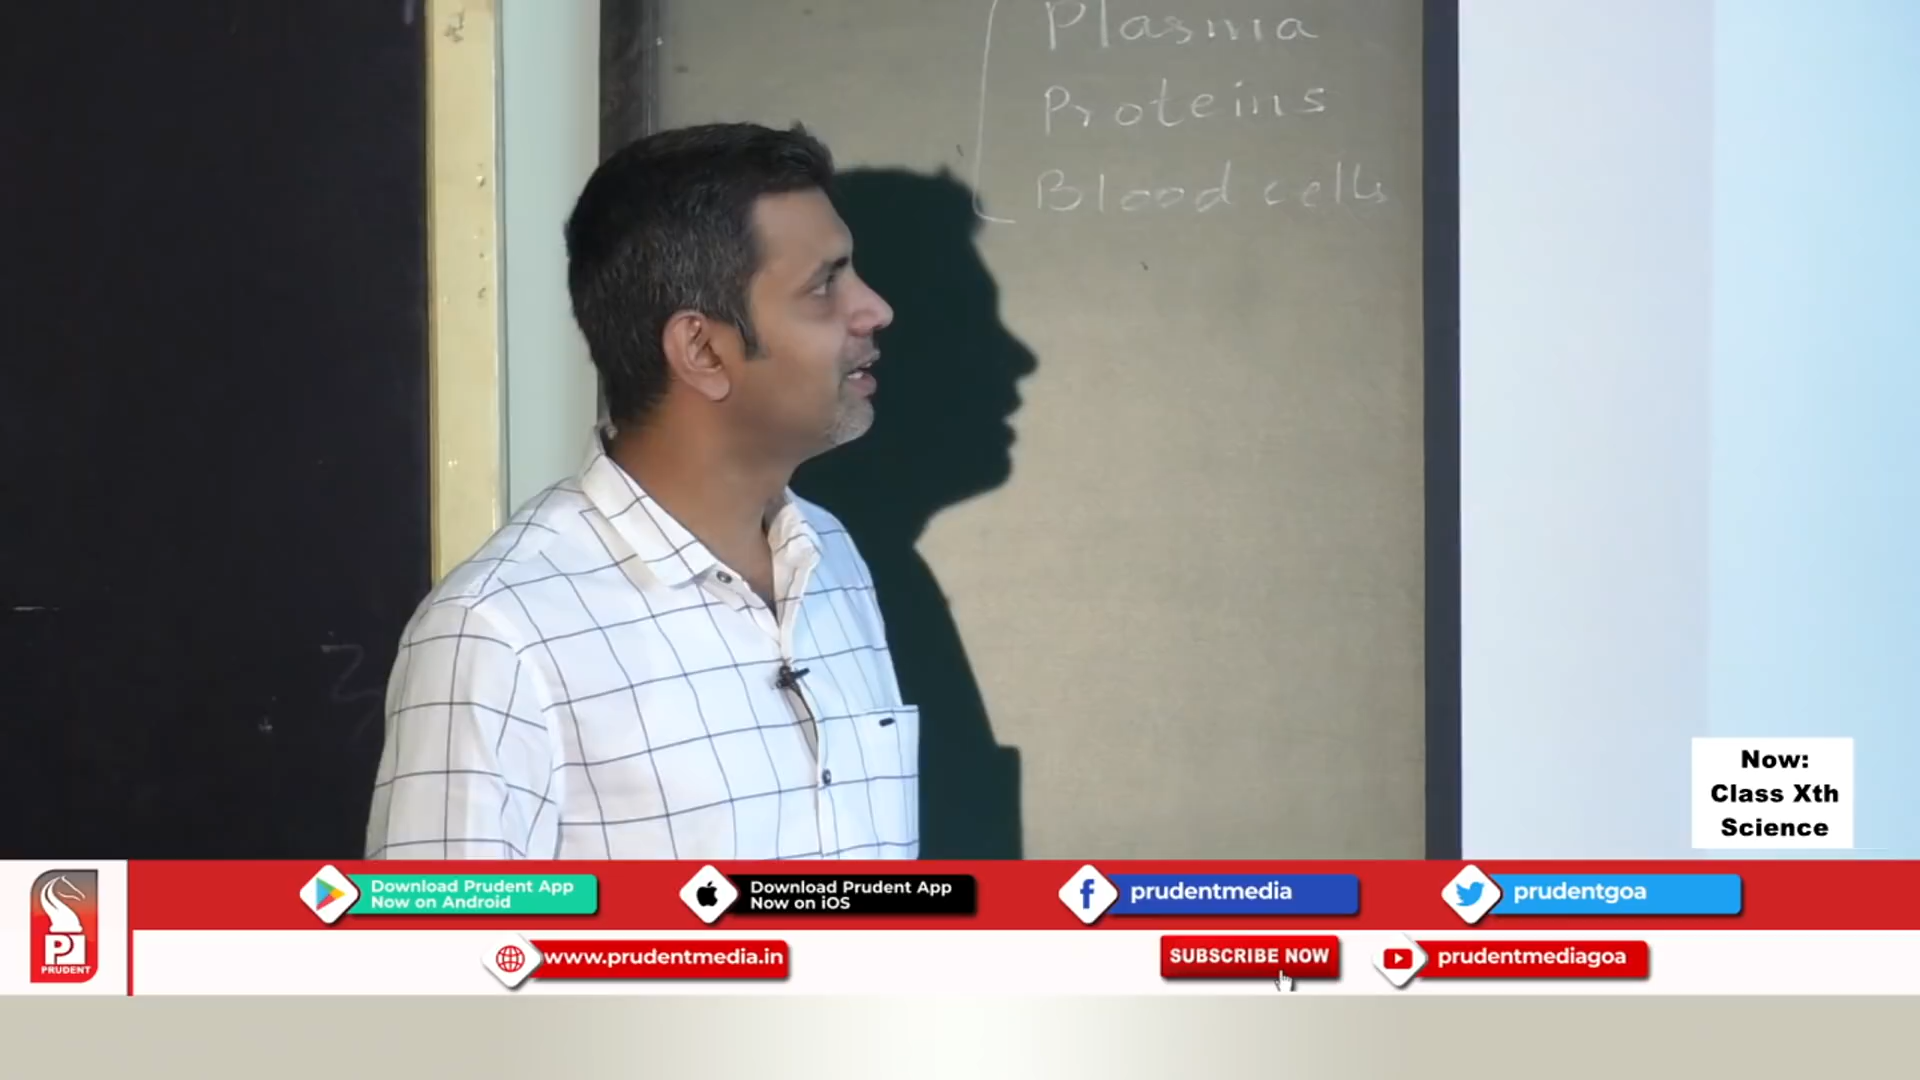 Plasma
Proteins
Blood cells
Now:
Class Xth
Science
Download Prudent App
Now on Android
Download Prudent App
Now on iOS
prudentmedia
prudentgoa
PRUDENT
www.prudentmedia.in
SUBSCRIBE NOW
prudentmediagoa